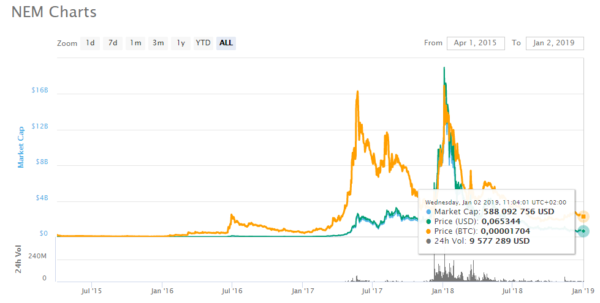 NEM Charts
Zoom 1d 7d 1m 3m 1y YTD ALL From Apr 1, 2015 To Jan 2, 2019
$16B
$12B
$8B
$4B
0
Market Cap
Wednesday, Jan 02 2019, 11:04:01 UTC+02:00
Market Cap: 588 092 756 USD
Price (USD): 0,065344
Price (BTC): 0,00001704
24h Vol: 9 577 289 USD
24h Vol
240M
0
Jul '15 Jan '16 Jul '16 Jan '17 Jul '17 Jan '18 Jul '18 Jan '19